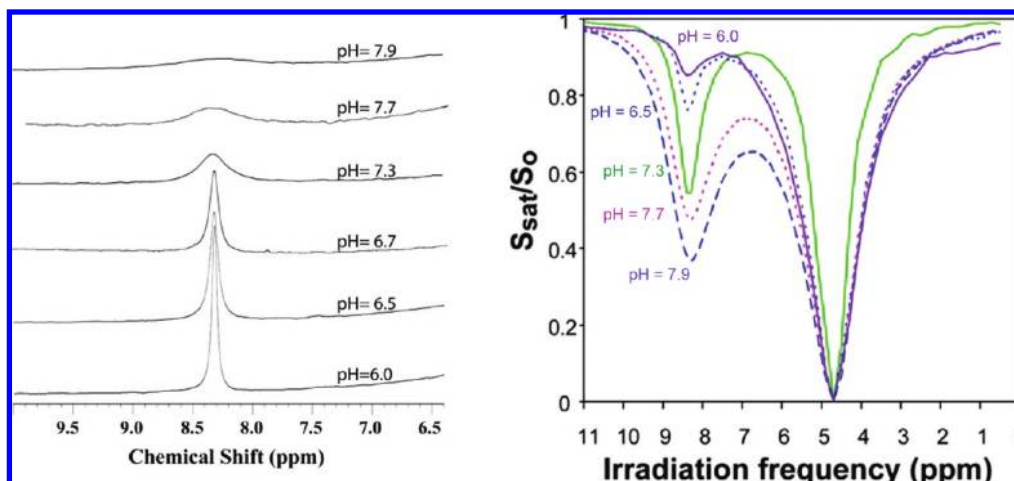 pH= 7.9
pH= 7.7
pH= 7.3
pH= 6.7
pH= 6.5
pH=6.0
9.5 9.0 8.5 8.0 7.5 7.0 6.5
Chemical Shift (ppm)
Ssat/So
1
0.8
0.6
0.4
0.2
0
pH = 6.0
pH = 6.5
pH = 7.3
pH = 7.7
pH = 7.9
11 10 9 8 7 6 5 4 3 2 1
Irradiation frequency (ppm)